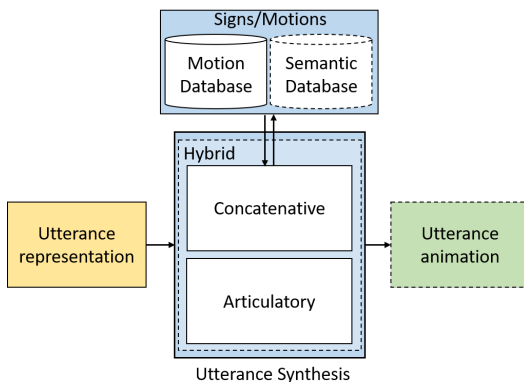 Signs/Motions
Motion
Database
Semantic
Database
Hybrid
Concatenative
Utterance
representation
Utterance
animation
Articulatory
Utterance Synthesis